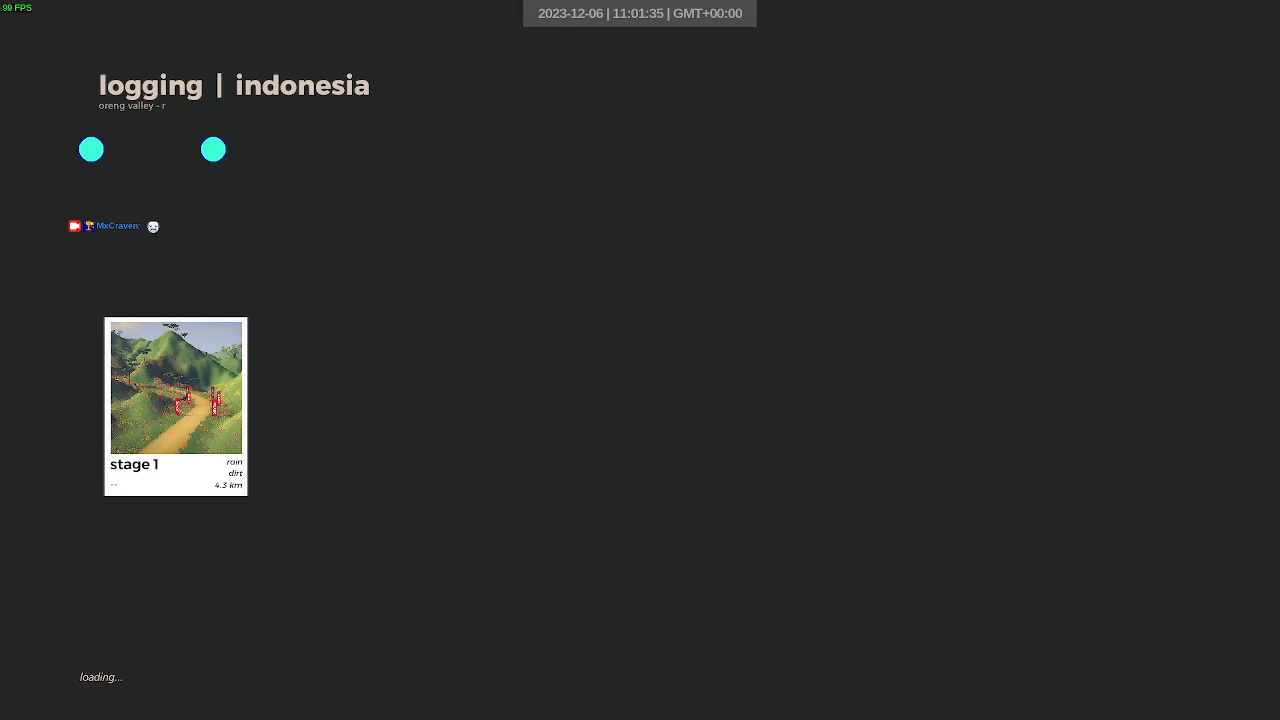 99 FPS
2023-12-06 | 11:01:35 | GMT+00:00
logging | indonesia
oreng valley - r
MxCraven:
stage 1
rain
dirt
--
4.3 km
loading...